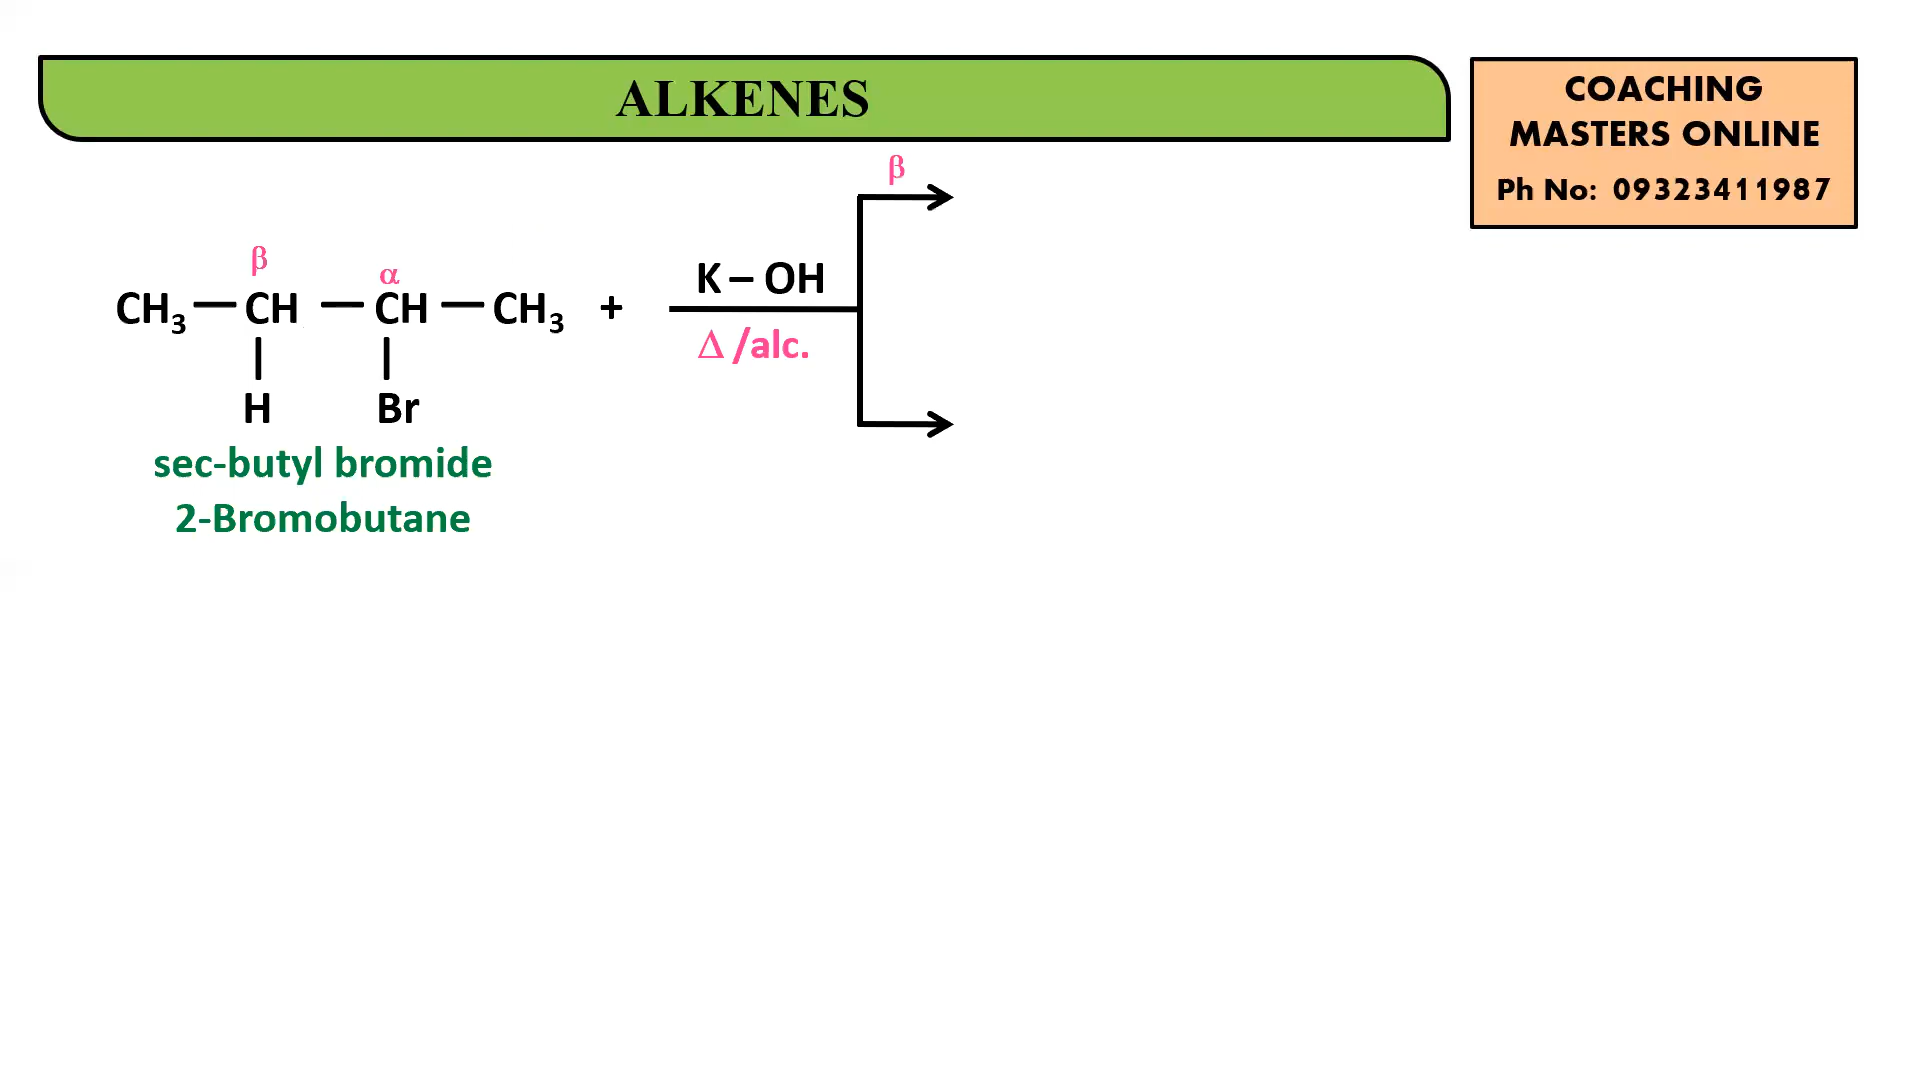 ALKENES
COACHING
MASTERS ONLINE
Ph No: 09323411987
β
β
α
K – OH
CH₃ — CH — CH — CH₃ +
Δ /alc.
H Br
sec-butyl bromide
2-Bromobutane